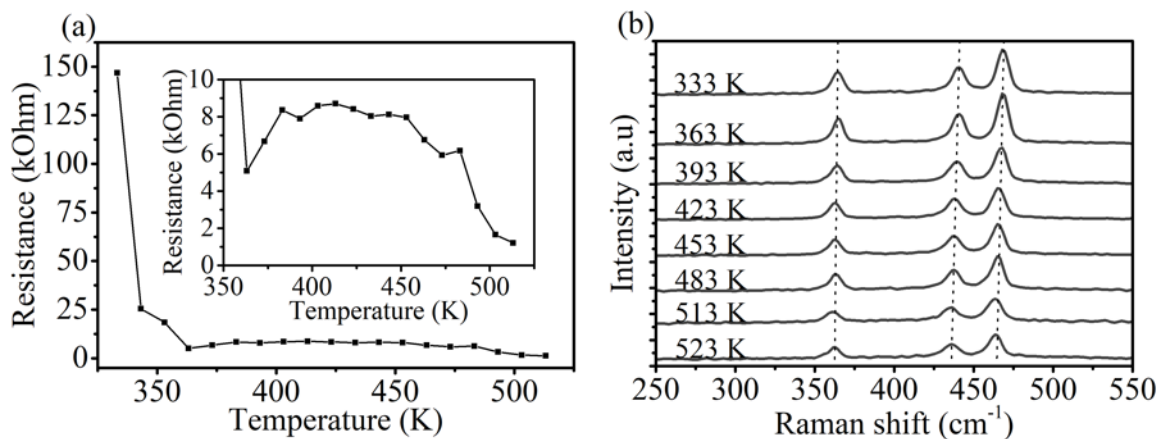 (a)
Resistance (kOhm)
150
125
100
75
50
25
0
350
400
450
500
Temperature (K)
Resistance (kOhm)
10
8
6
4
2
0
350
400
450
500
Temperature (K)
(b)
Intensity (a.u)
333 K
363 K
393 K
423 K
453 K
483 K
513 K
523 K
250
300
350
400
450
500
550
Raman shift (cm⁻¹)